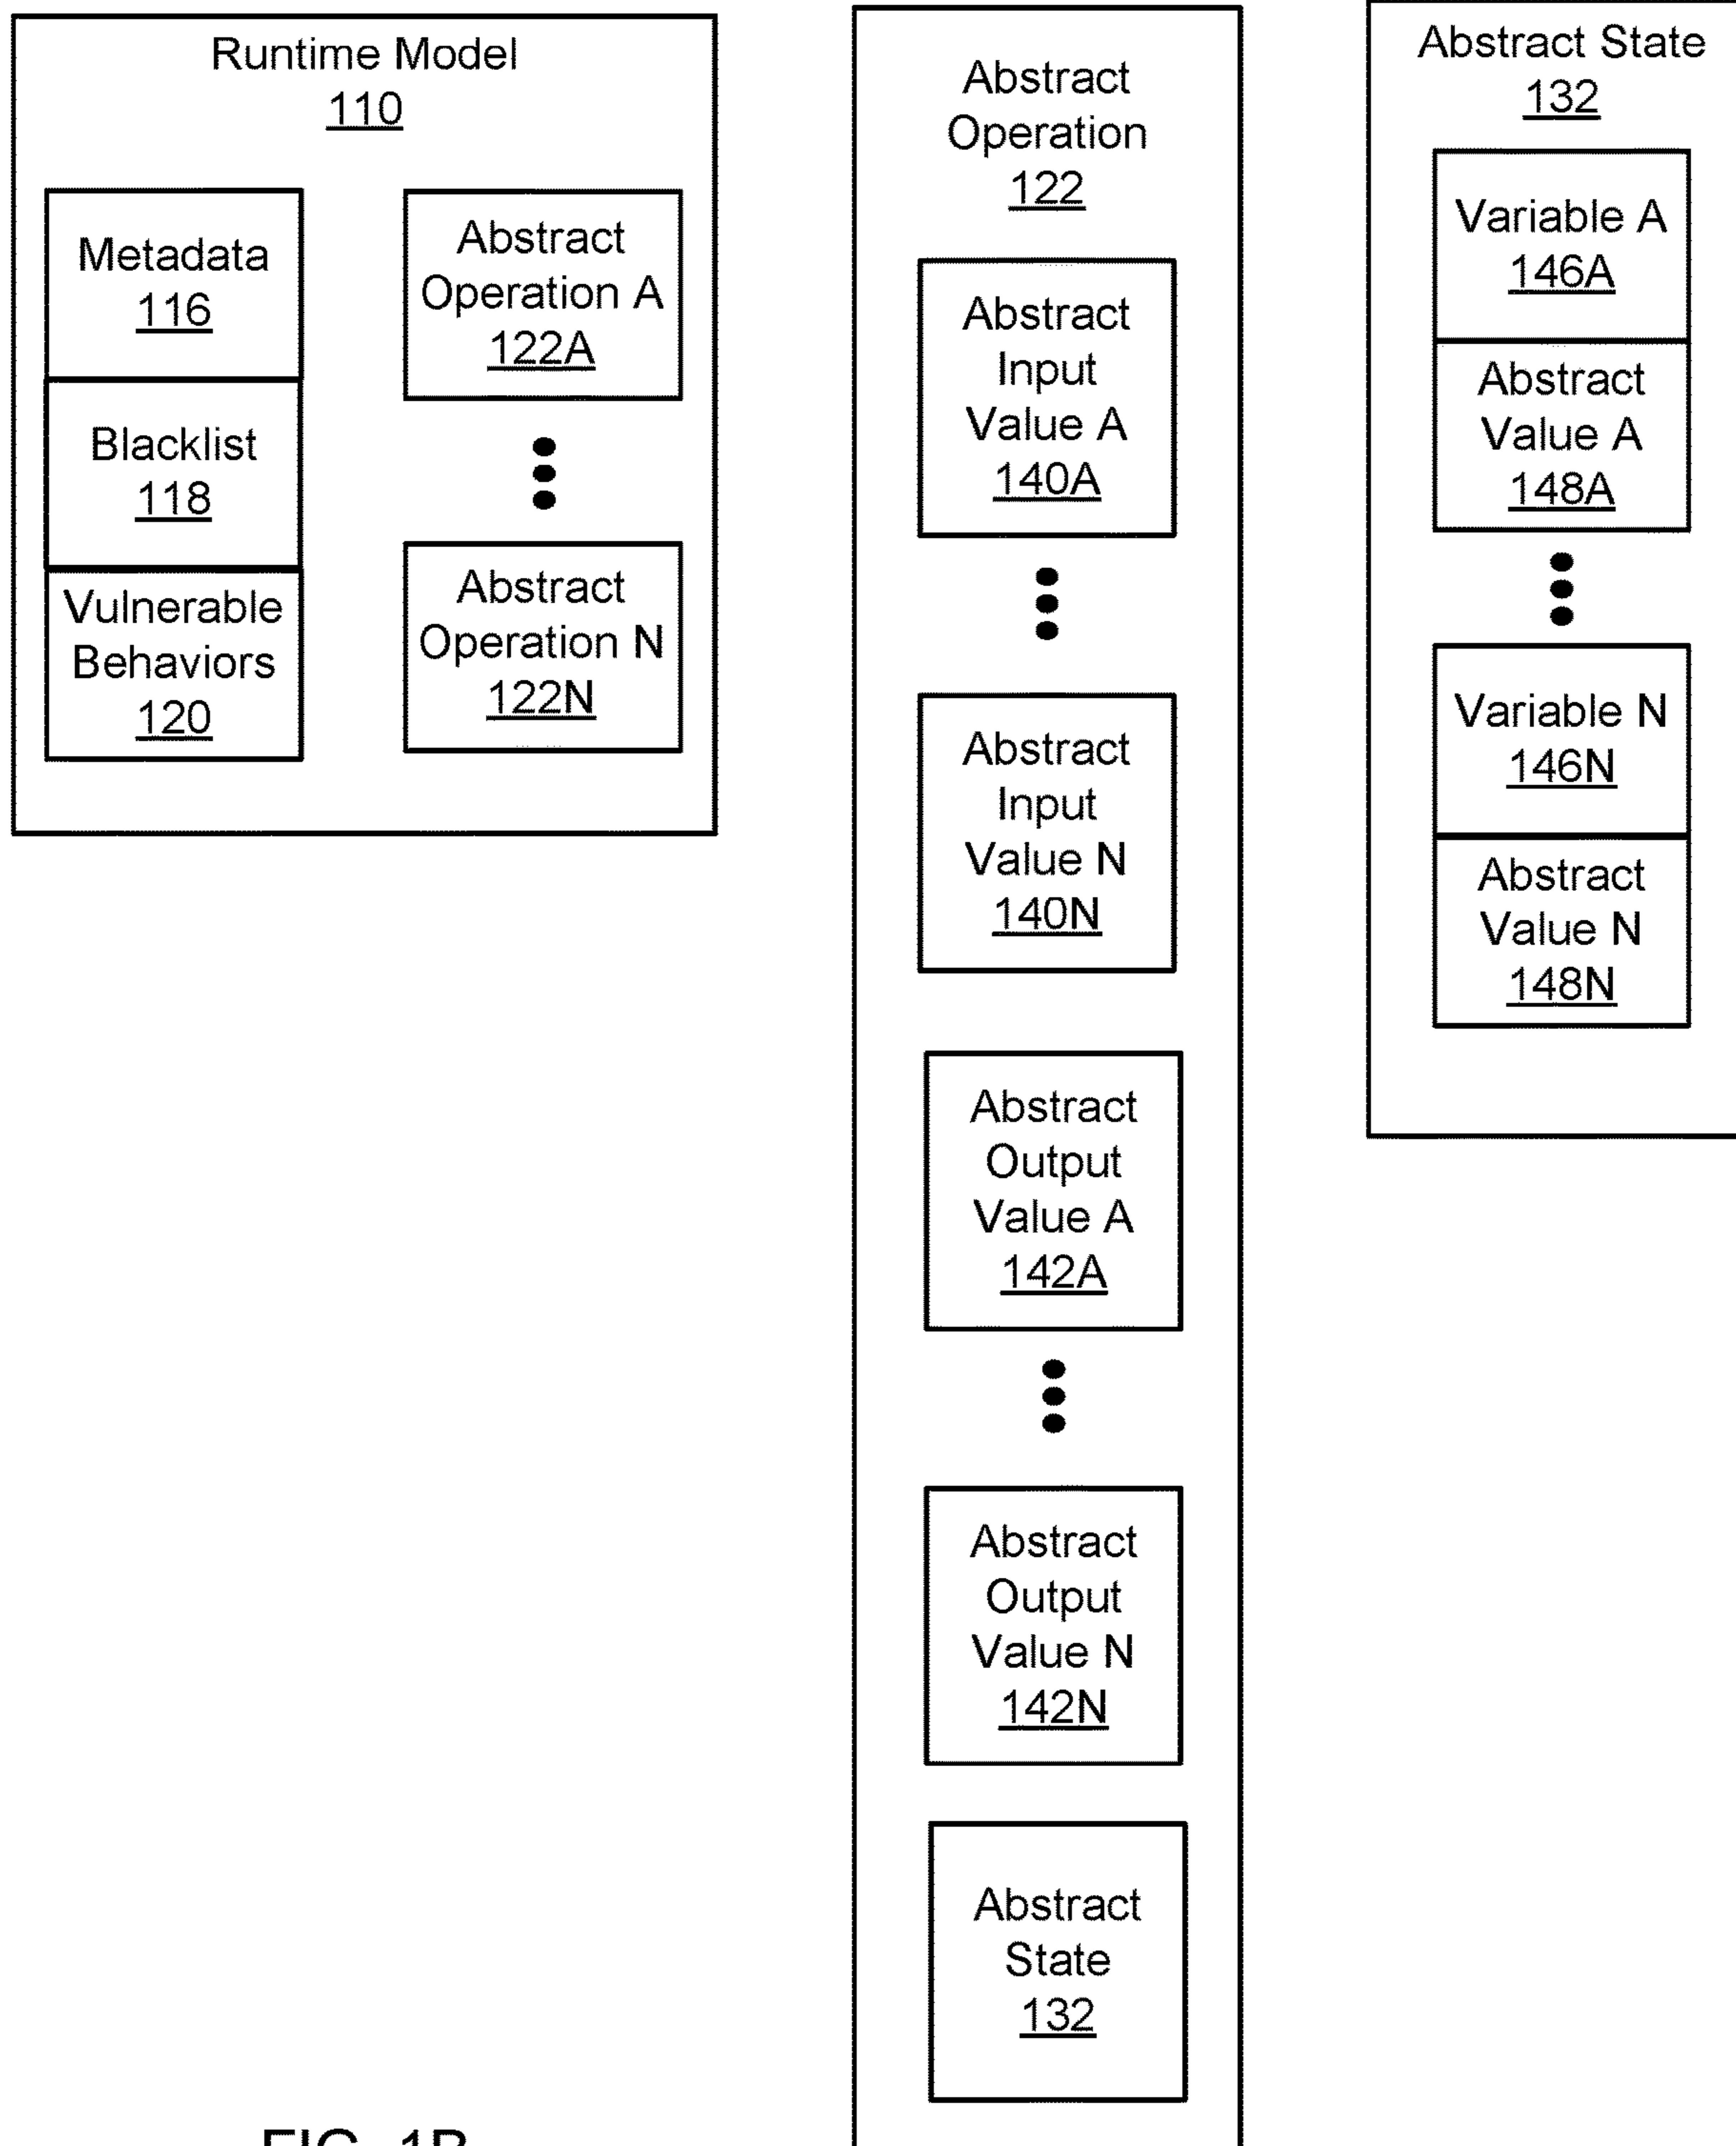 Runtime Model
110
Metadata
116
Blacklist
118
Vulnerable
Behaviors
120
Abstract
Operation A
122A
Abstract
Operation N
122N
Abstract
Operation
122
Abstract
Input
Value A
140A
Abstract
Input
Value N
140N
Abstract
Output
Value A
142A
Abstract
Output
Value N
142N
Abstract
State
132
Abstract State
132
Variable A
146A
Abstract
Value A
148A
Variable N
146N
Abstract
Value N
148N
FIG. 1B